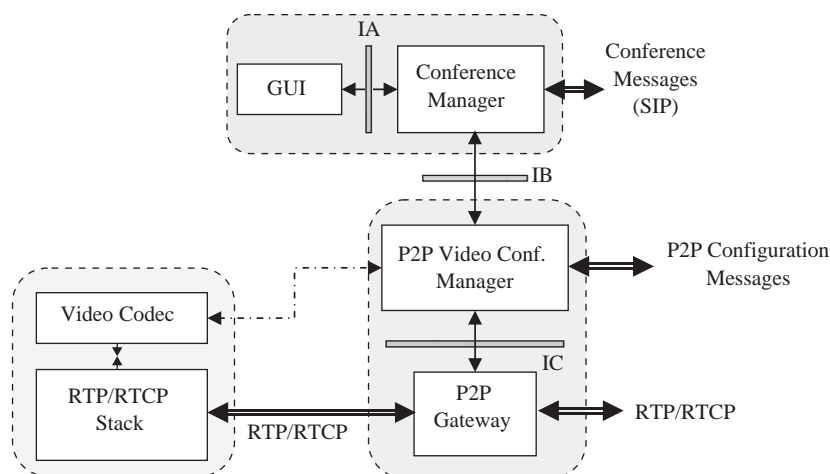 IA
GUI
Conference
Manager
Conference
Messages
(SIP)
IB
P2P Video Conf.
Manager
P2P Configuration
Messages
Video Codec
IC
RTP/RTCP
Stack
RTP/RTCP
P2P
Gateway
RTP/RTCP